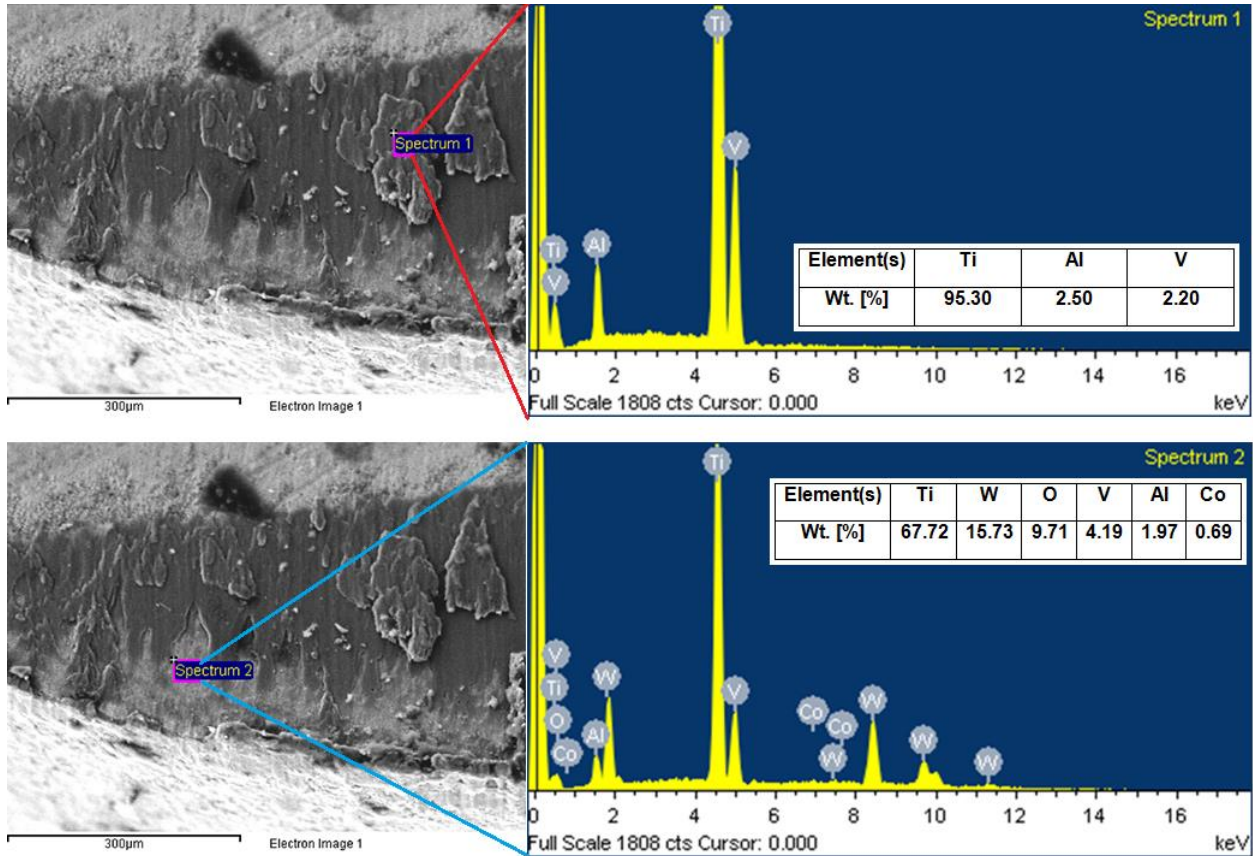 Spectrum 1
300µm Electron Image 1
Spectrum 1
Ti
V
Ti
V
Al
Element(s) Ti Al V
Wt. [%] 95.30 2.50 2.20
0 2 4 6 8 10 12 14 16
Full Scale 1808 cts Cursor: 0.000 keV
Spectrum 2
300µm Electron Image 1
Spectrum 2
Ti
Element(s) Ti W O V Al Co
Wt. [%] 67.72 15.73 9.71 4.19 1.97 0.69
V
Ti
O
Co
Al
W
V
Co
Co
W
W
W
W
0 2 4 6 8 10 12 14 16
Full Scale 1808 cts Cursor: 0.000 keV